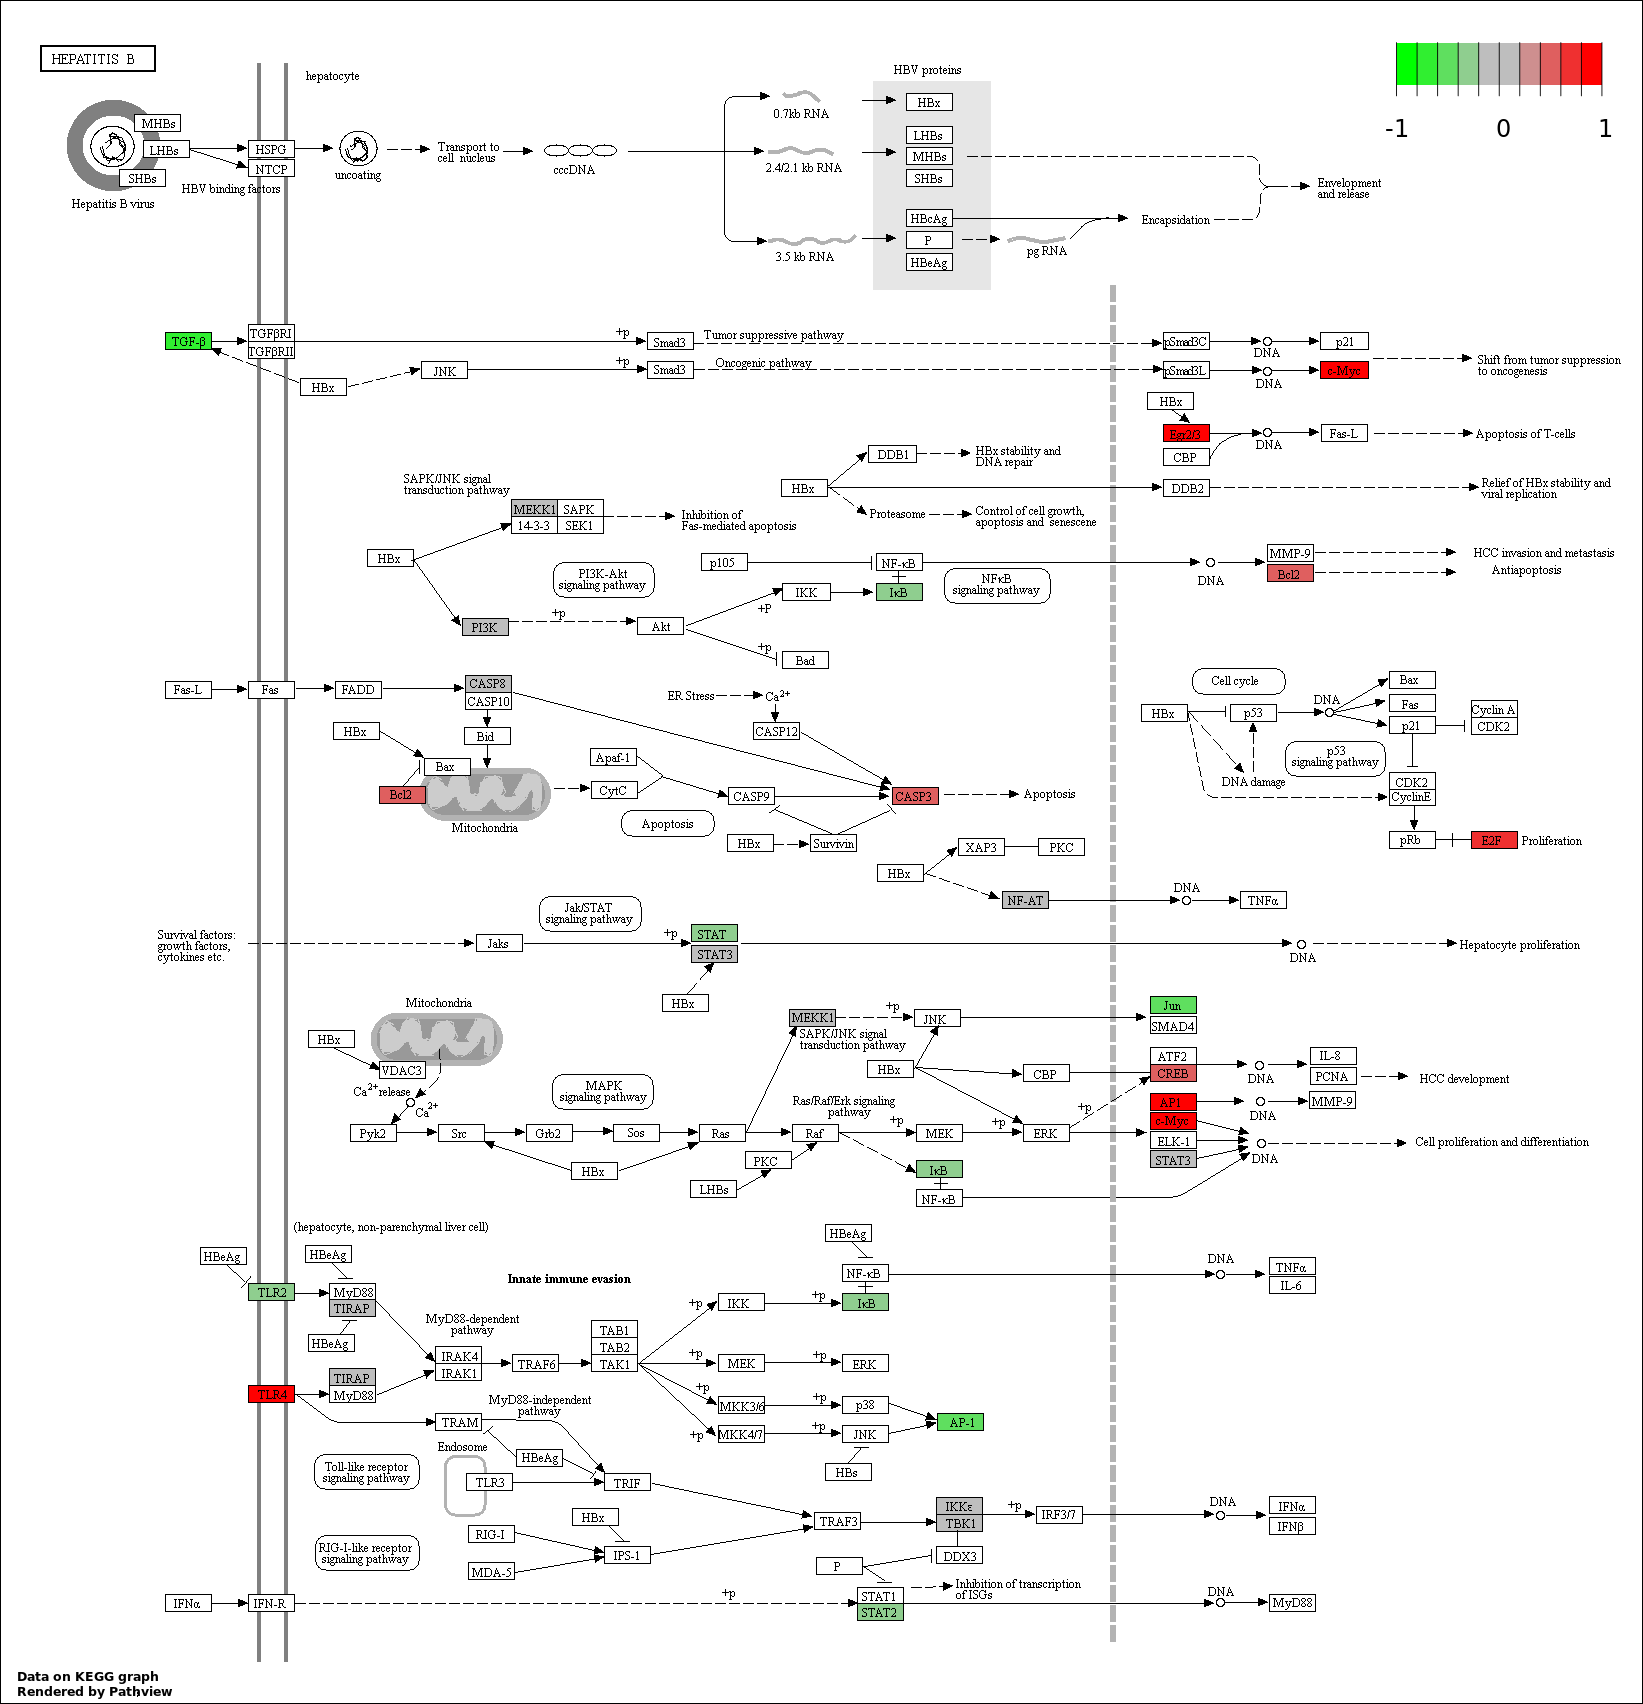 HEPATITIS B
hepatocyte
HBV proteins
-1 0 1
MHBs
LHBs
SHBs
Hepatitis B virus
HSPG
NTCP
HBV binding factors
uncoating
Transport to
cell nucleus
cccDNA
0.7kb RNA
2.4/2.1 kb RNA
3.5 kb RNA
HBx
LHBs
MHBs
SHBs
HBcAg
P
HBeAg
pg RNA
Encapsidation
Envelopment
and release
TGF-β
TGFβRI
TGFβRII
+p
Smad3
Tumor suppressive pathway
pSmad3C
DNA
p21
HBx
JNK
+p
Smad3
Oncogenic pathway
pSmad3L
DNA
c-Myc
Shift from tumor suppression
to oncogenesis
HBx
Egr2/3
CBP
DNA
Fas-L
Apoptosis of T-cells
HBx
DDB1
HBx stability and
DNA repair
DDB2
Relief of HBx stability and
viral replication
Proteasome
Control of cell growth,
apoptosis and senescene
SAPK/JNK signal
transduction pathway
MEKK1
SAPK
14-3-3
SEK1
Inhibition of
Fas-mediated apoptosis
HBx
PI3K-Akt
signaling pathway
p105
NF-κB
IκB
NFκB
signaling pathway
DNA
MMP-9
Bcl2
HCC invasion and metastasis
Antiapoptosis
IKK
PI3K
+p
Akt
+P
+p
Bad
Fas-L
Fas
FADD
CASP8
CASP10
ER Stress
Ca2+
CASP12
HBx
Bid
Bax
Bcl2
Mitochondria
Apaf-1
CytC
CASP9
CASP3
Apoptosis
Apoptosis
HBx
Survivin
Cell cycle
HBx
p53
DNA
Bax
Fas
p21
Cyclin A
CDK2
p53
signaling pathway
DNA damage
CDK2
CyclinE
pRb
E2F
Proliferation
HBx
XAP3
PKC
NF-AT
DNA
TNFα
Survival factors:
growth factors,
cytokines etc.
Jak/STAT
signaling pathway
Jaks
+p
STAT
STAT3
HBx
DNA
Hepatocyte proliferation
Mitochondria
HBx
VDAC3
Ca2+ release
Ca2+
MAPK
signaling pathway
Pyk2
Src
Grb2
Sos
Ras
Raf
MEK
ERK
HBx
PKC
LHBs
MEKK1
SAPK/JNK signal
transduction pathway
+p
JNK
HBx
CBP
Ras/Raf/Erk signaling
pathway
+p
+p
+p
IκB
NF-κB
Jun
SMAD4
ATF2
CREB
AP1
c-Myc
ELK-1
STAT3
DNA
IL-8
PCNA
HCC development
DNA
MMP-9
DNA
Cell proliferation and differentiation
(hepatocyte, non-parenchymal liver cell)
HBeAg
HBeAg
TLR2
MyD88
TIRAP
HBeAg
TLR4
TIRAP
MyD88
Innate immune evasion
MyD88-dependent
pathway
IRAK4
IRAK1
TRAF6
TAB1
TAB2
TAK1
HBeAg
NF-κB
IκB
DNA
TNFα
IL-6
+p
IKK
+p
+p
MEK
+p
ERK
+p
MKK3/6
+p
p38
+p
MKK4/7
+p
JNK
AP-1
HBs
MyD88-independent
pathway
TRAM
Endosome
HBeAg
TLR3
TRIF
Toll-like receptor
signaling pathway
RIG-I-like receptor
signaling pathway
RIG-I
MDA-5
HBx
IPS-1
TRAF3
IKKε
TBK1
DDX3
+p
IRF3/7
DNA
IFNα
IFNβ
P
IFNα
IFN-R
+p
STAT1
STAT2
Inhibition of transcription
of ISGs
DNA
MyD88
Data on KEGG graph
Rendered by Pathview